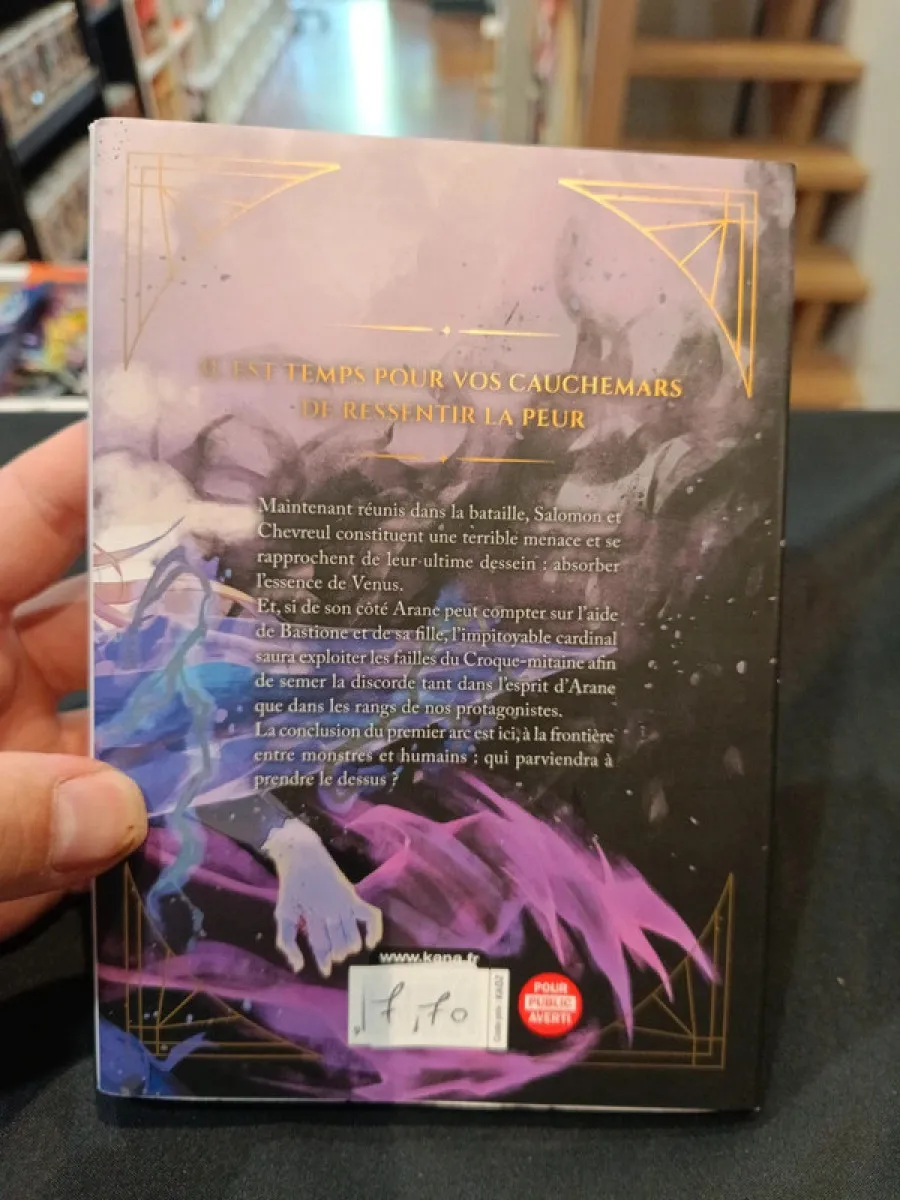 IL EST TEMPS POUR VOS CAUCHEMARS
DE RESSENTIR LA PEUR
Maintenant réunis dans la bataille, Salomon et
Chevreul constituent une terrible menace et se
rapprochent de leur ultime dessein : absorber
l'essence de Venus.
Et, si de son côté Arane peut compter sur l'aide
de Bastione et de sa fille, l'impitoyable cardinal
saura exploiter les failles du Croque-mitaine afin
de semer la discorde tant dans l'esprit d'Arane
que dans les rangs de nos protagonistes.
La conclusion du premier arc est ici, à la frontière
entre monstres et humains : qui parviendra à
prendre le dessus ?
www.kana.fr
17,70
POUR
PUBLIC
AVERTI